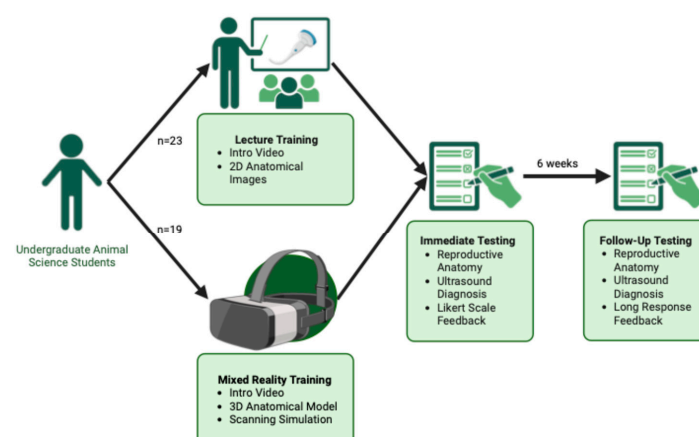 n=23
Lecture Training
• Intro Video
• 2D Anatomical
Images
Undergraduate Animal
Science Students
n=19
Mixed Reality Training
• Intro Video
• 3D Anatomical Model
• Scanning Simulation
Immediate Testing
• Reproductive
Anatomy
• Ultrasound
Diagnosis
• Likert Scale
Feedback
6 weeks
Follow-Up Testing
• Reproductive
Anatomy
• Ultrasound
Diagnosis
• Long Response
Feedback